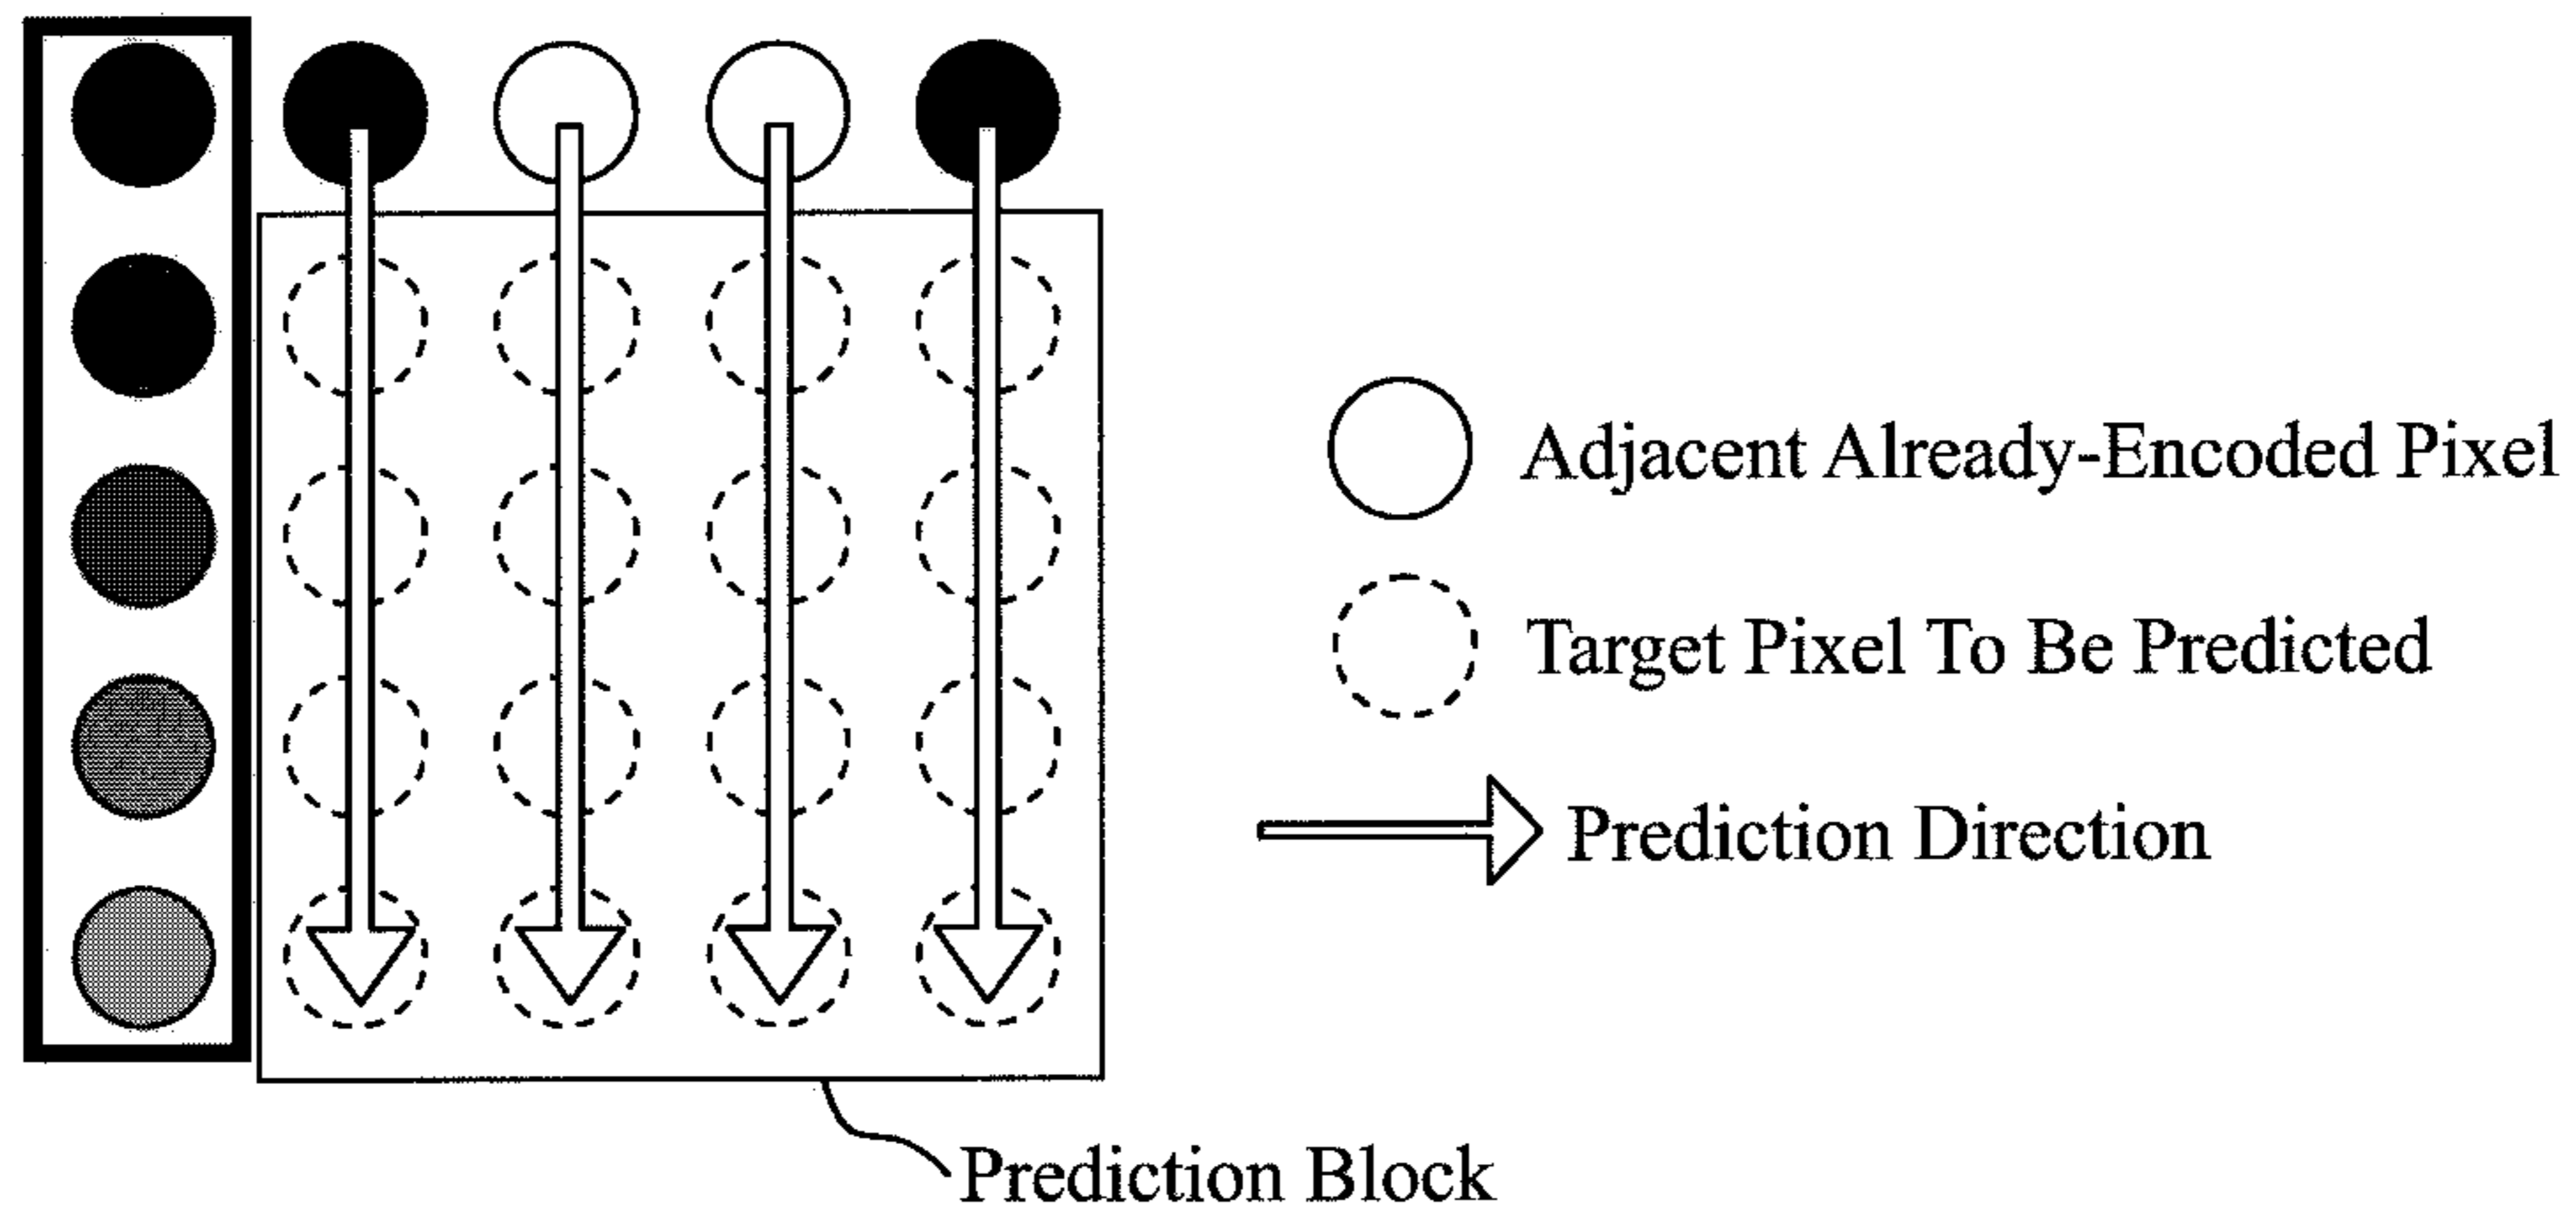 Adjacent Already-Encoded Pixel
Target Pixel To Be Predicted
Prediction Direction
Prediction Block